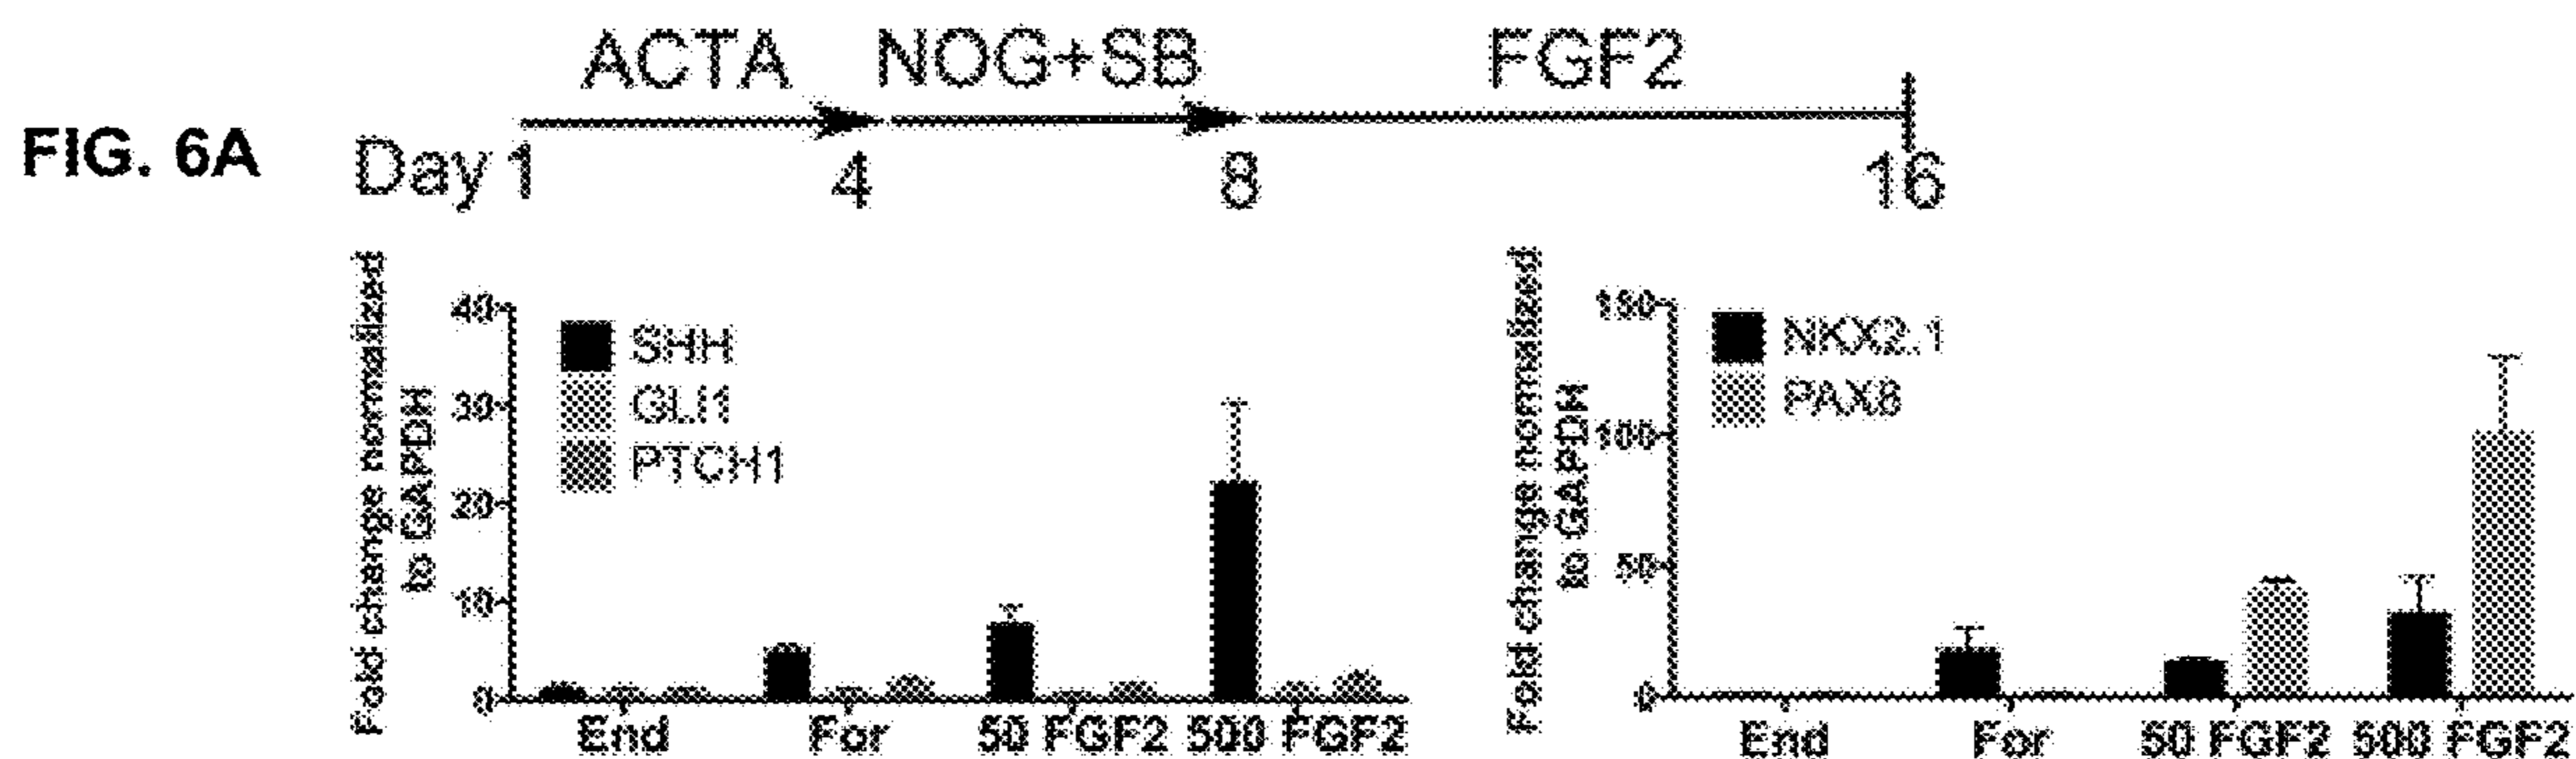 ACTA NOG+SB FGF2
FIG. 6A
Day 1 4 8 16
Fold change normalized
to GAPDH
40
30
20
10
0
SHH
GLI1
PTCH1
End For 50 FGF2 500 FGF2
Fold change normalized
to GAPDH
150
100
50
0
NKX2.1
PAX8
End For 50 FGF2 500 FGF2